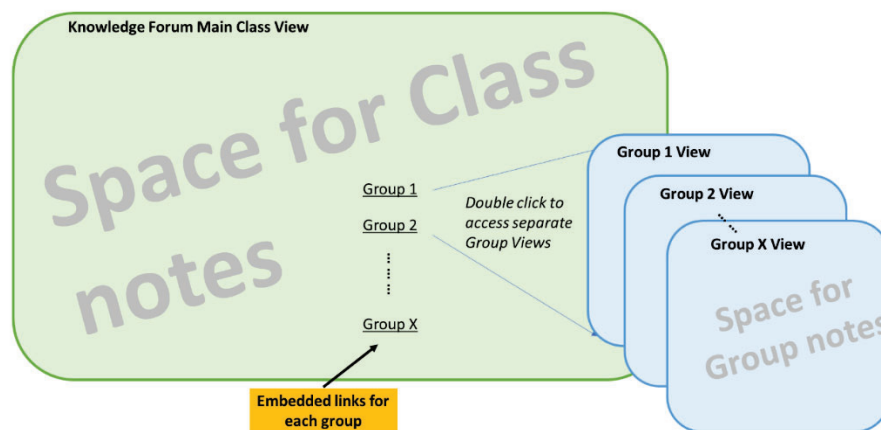 Knowledge Forum Main Class View
Space for Class
notes
Group 1
Group 2
Group X
Double click to
access separate
Group Views
Embedded links for
each group
Group 1 View
Group 2 View
Group X View
Space for
Group notes